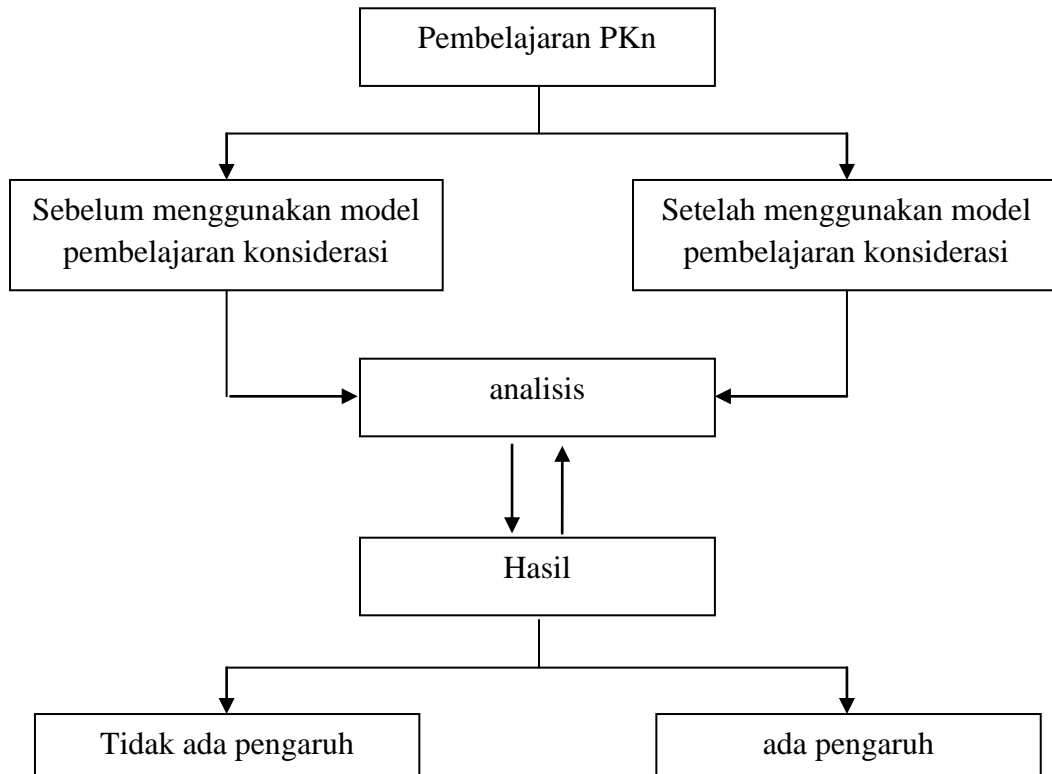 Pembelajaran PKn
Sebelum menggunakan model
pembelajaran konsiderasi
Setelah menggunakan model
pembelajaran konsiderasi
analisis
Hasil
Tidak ada pengaruh
ada pengaruh